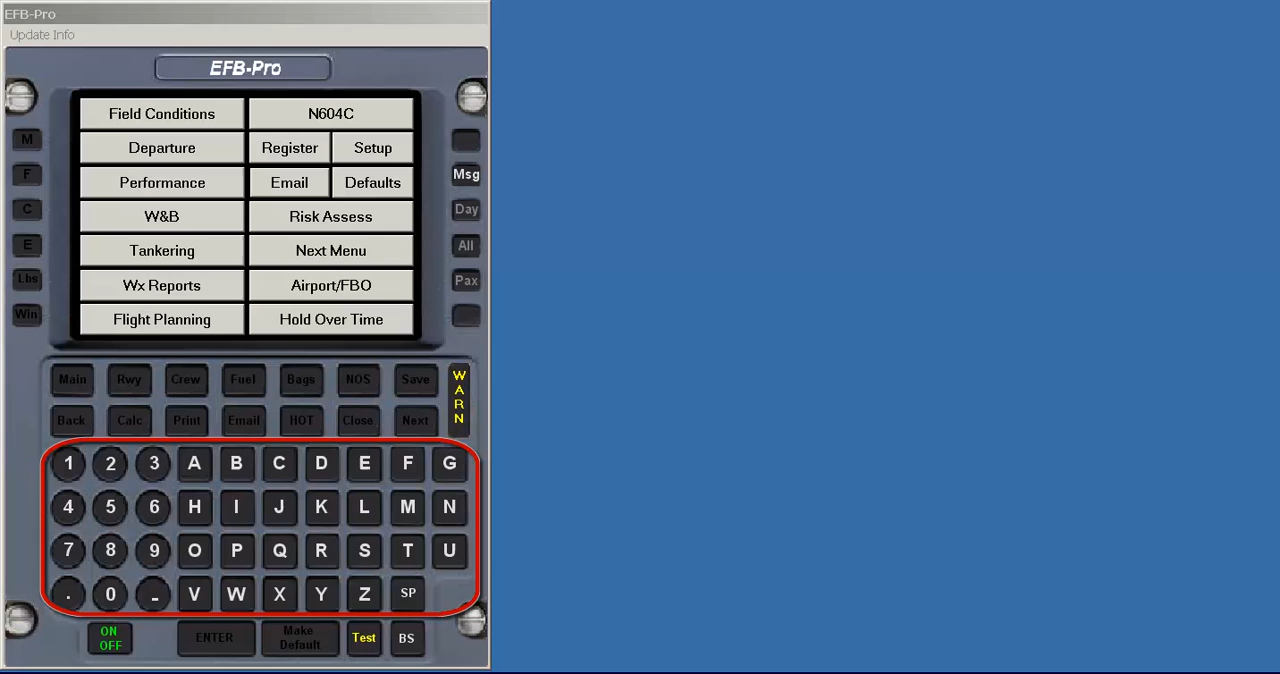 EFB-Pro
Update Info
EFB-Pro
Field Conditions N604C
Departure Register Setup
M
Performance Email Defaults
F Msg
W&B Risk Assess
C Day
Tankering Next Menu
E All
Wx Reports Airport/FBO
Lbs Pax
Flight Planning Hold Over Time
Win
Main Rwy Crew Fuel Bags NOS Save
WARN
Back Calc Print Email HOT Close Next
1 2 3 A B C D E F G
4 5 6 H I J K L M N
7 8 9 O P Q R S T U
. 0 - V W X Y Z SP
ON
OFF
ENTER
Make
Default
Test BS